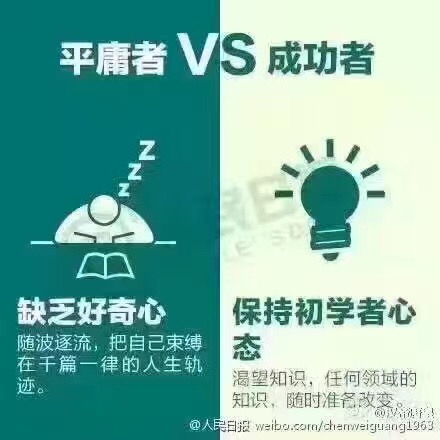 平庸者 VS 成功者
Z
Z
Z
Z
缺乏好奇心
随波逐流，把自己束缚
在千篇一律的人生轨
迹。
保持初学者心
态
渴望知识，任何领域的
知识，随时准备改变。
@人民日报 weibo.com/chenweiguang1963